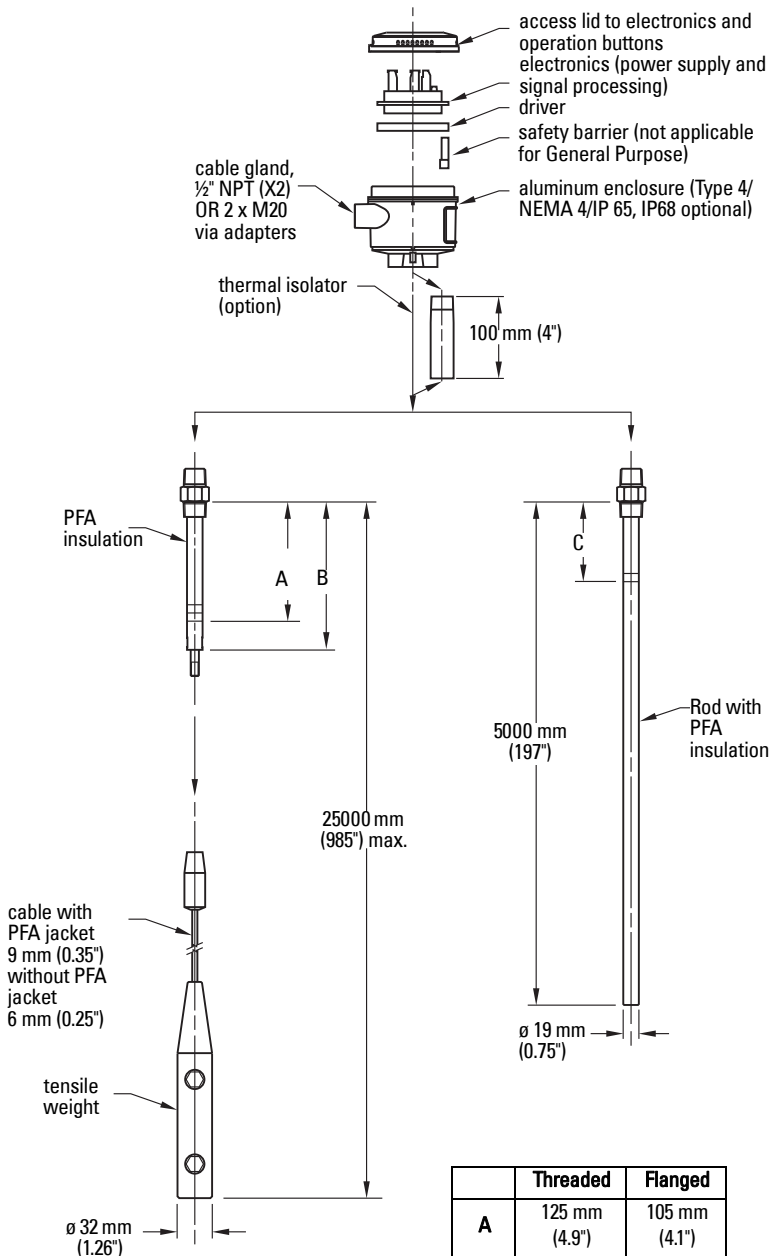 access lid to electronics and
operation buttons
electronics (power supply and
signal processing)
driver
safety barrier (not applicable
for General Purpose)
cable gland,
½" NPT (X2)
OR 2 x M20
via adapters
aluminum enclosure (Type 4/
NEMA 4/IP 65, IP68 optional)
thermal isolator
(option)
100 mm (4")
PFA
insulation
A
B
C
5000 mm
(197")
Rod with
PFA
insulation
25000 mm
(985") max.
cable with
PFA jacket
9 mm (0.35")
without PFA
jacket
6 mm (0.25")
ø 19 mm
(0.75")
tensile
weight
ø 32 mm
(1.26")
Threaded Flanged
A 125 mm 105 mm
(4.9") (4.1")